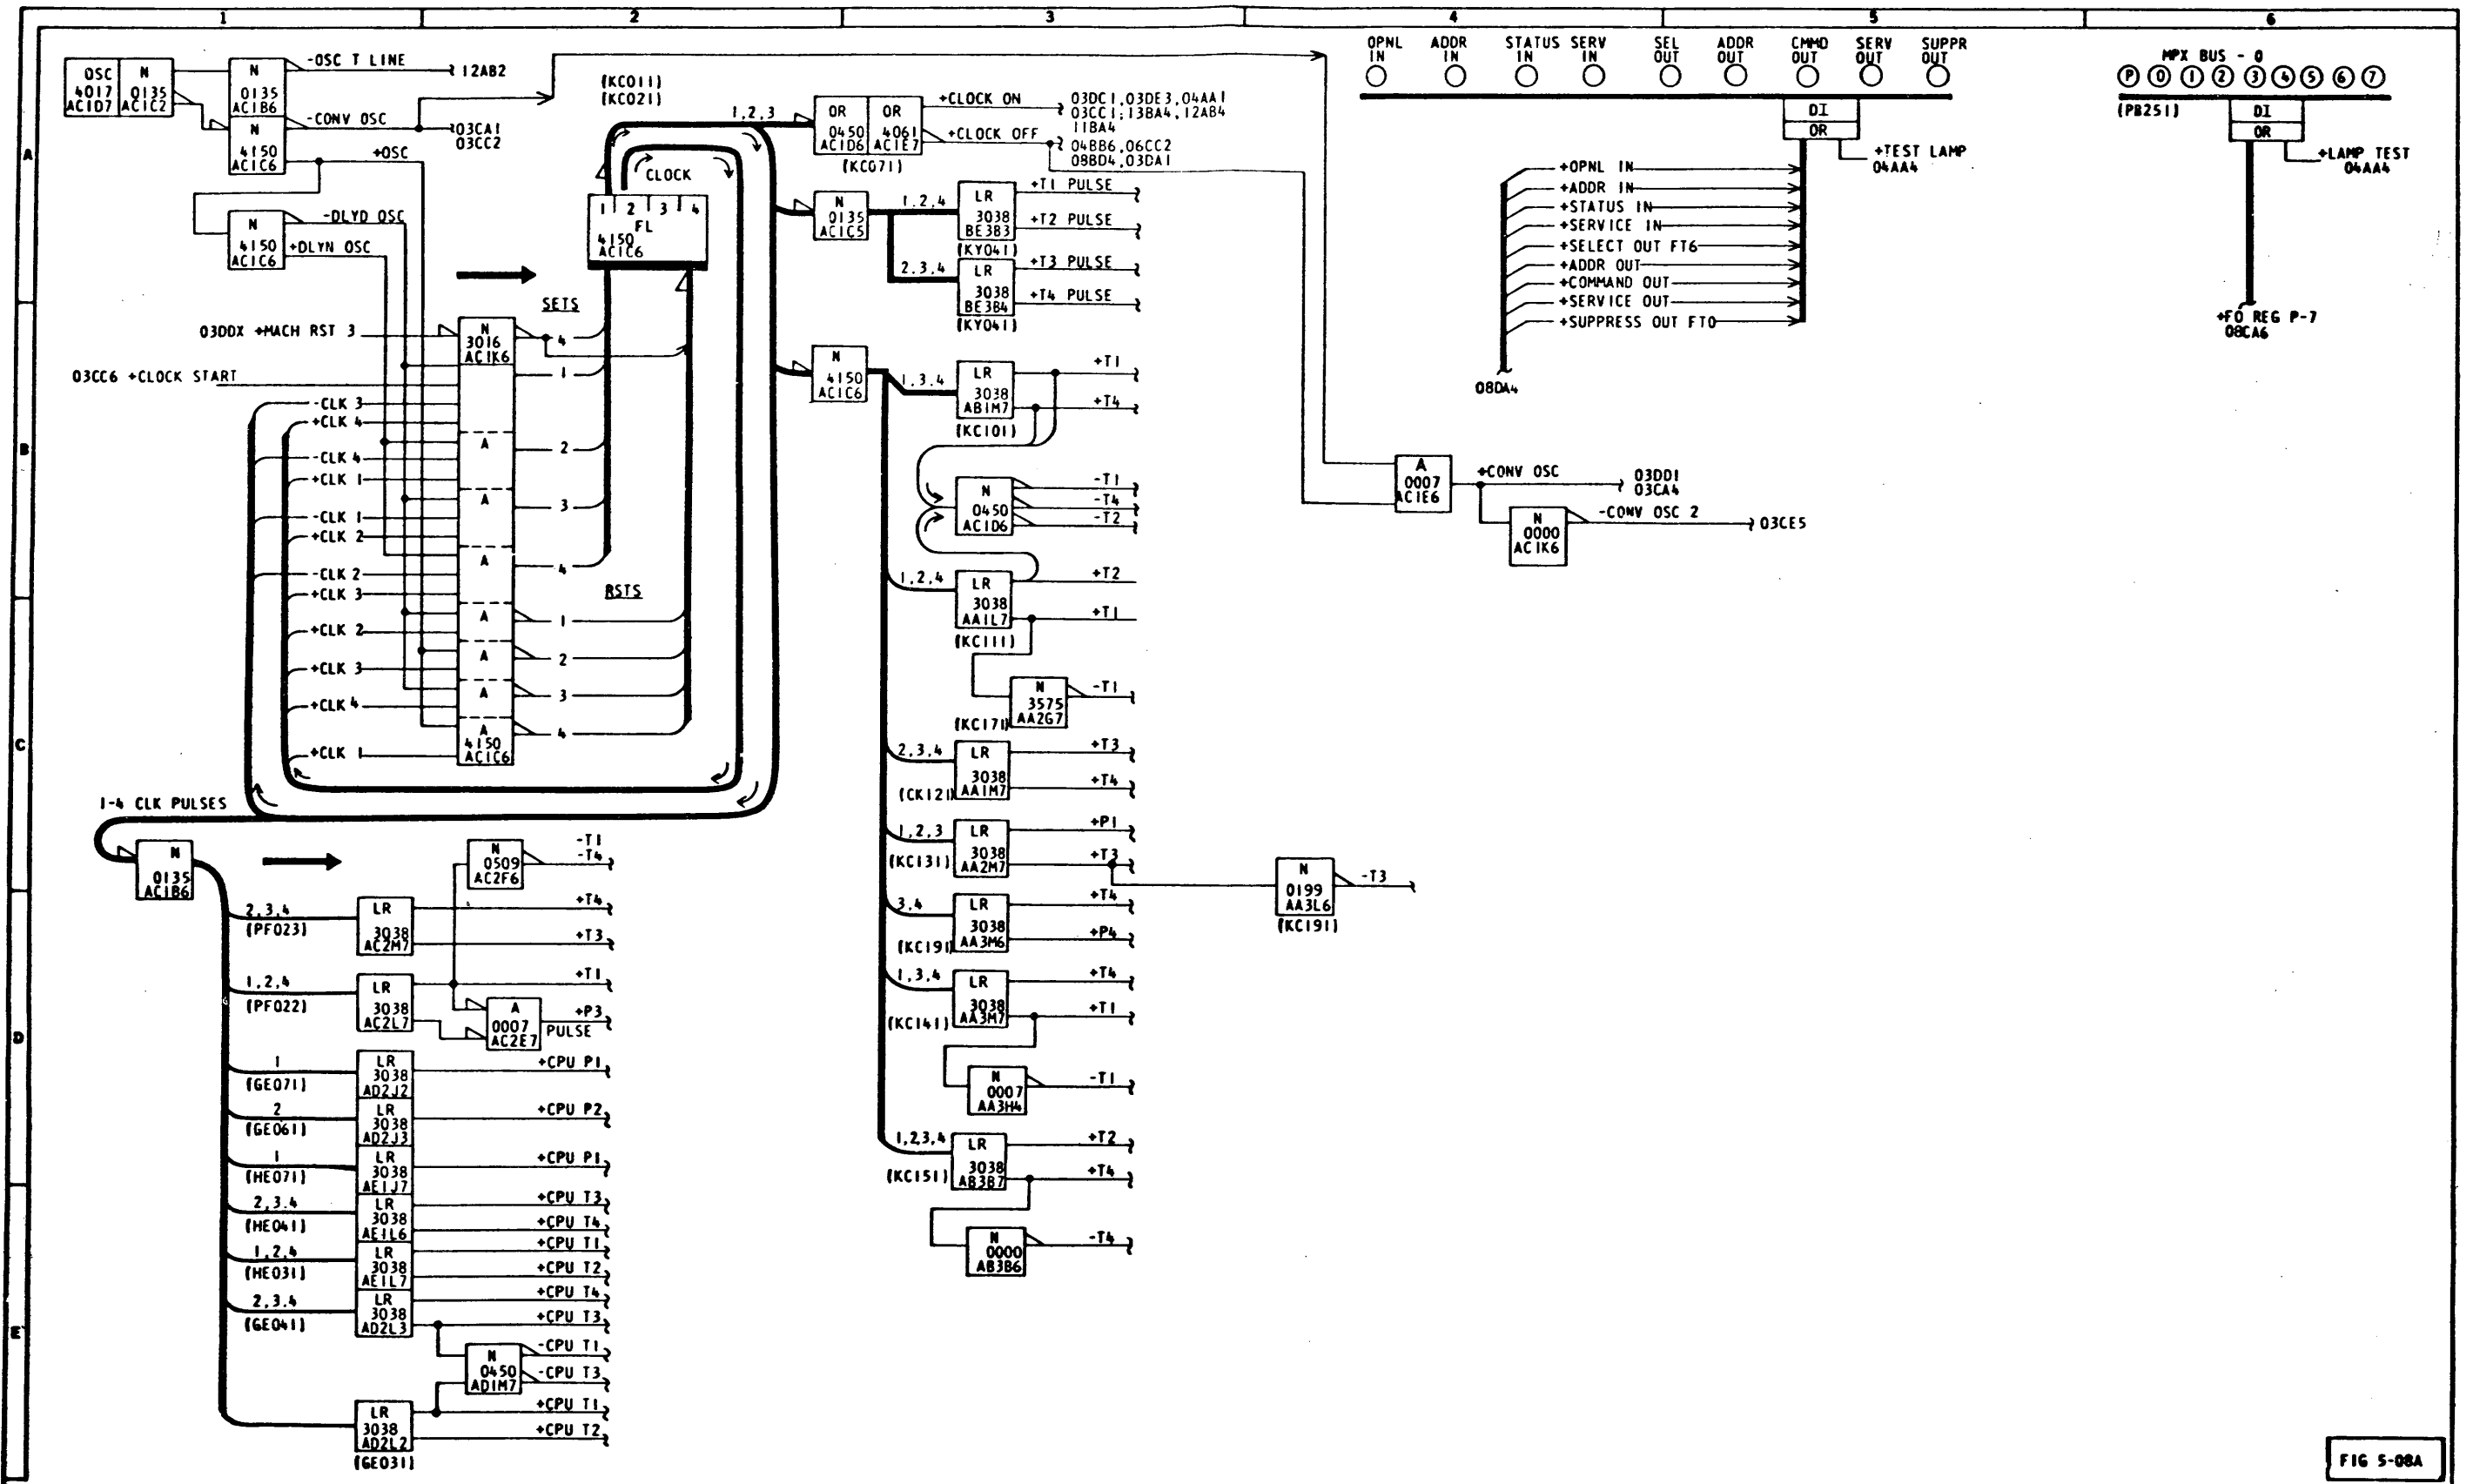 1 2 3 4 5 6
A
B
C
D
E
OSC
4017
AC1D7
N
0135
AC1C2
N
0135
AC1B6
-OSC T LINE
12AB2
N
4150
AC1C6
-CONV OSC
03CA1
03CC2
+OSC
N
4150
AC1C6
-DLYD OSC
+DLYN OSC
(KC011)
(KC021)
CLOCK
1 2 3 4
FL
4150
AC1C6
SETS
03DDX +MACH RST 3
N
3016
AC1K6
4
03CC6 +CLOCK START
1
-CLK 3
+CLK 4
A
2
-CLK 4
+CLK 1
A
3
-CLK 1
+CLK 2
A
4
-CLK 2
+CLK 3
RSTS
A
1
+CLK 2
A
2
+CLK 3
A
3
+CLK 4
A
4150
AC1C6
4
+CLK 1
1-4 CLK PULSES
N
0135
AC1B6
N
0509
AC2F6
-T1
-T4
2,3,4
(PF023)
LR
3038
AC2M7
+T4
+T3
1,2,4
(PF022)
LR
3038
AC2L7
+T1
A
0007
AC2E7
+P3
PULSE
1
(GE071)
LR
3038
AD2J2
+CPU P1
2
(GE061)
LR
3038
AD2J3
+CPU P2
1
(HE071)
LR
3038
AE1J7
+CPU P1
2,3.4
(HE041)
LR
3038
AE1L6
+CPU T3
+CPU T4
1,2,4
(HE031)
LR
3038
AE1L7
+CPU T1
+CPU T2
2,3.4
(GE041)
LR
3038
AD2L3
+CPU T4
+CPU T3
N
0450
AD1M7
-CPU T1
-CPU T3
LR
3038
AD2L2
(GE031)
+CPU T1
+CPU T2
1,2,3
OR
0450
AC1D6
OR
4061
AC1E7
(KC071)
+CLOCK ON
03DC1,03DE3,04AA1
03CC1,13BA4,12AB4
11BA4
+CLOCK OFF
04BB6,06CC2
08BD4,03DA1
N
0135
AC1C5
1,2,4
LR
3038
BE3B3
(KY041)
+T1 PULSE
+T2 PULSE
2,3,4
LR
3038
BE3B4
(KY041)
+T3 PULSE
+T4 PULSE
N
4150
AC1C6
1,3.4
LR
3038
AB1M7
(KC101)
+T1
+T4
N
0450
AC1D6
-T1
-T4
-T2
1,2,4
LR
3038
AA1L7
(KC111)
+T2
+T1
N
3575
AA2G7
(KC171)
-T1
2,3,4
LR
3038
AA1M7
(CK121)
+T3
+T4
1,2,3
LR
3038
AA2M7
(KC131)
+P1
+T3
N
0199
AA3L6
(KC191)
-T3
3,4
LR
3038
AA3M6
(KC191)
+T4
+P4
1,3,4
LR
3038
AA3M7
(KC141)
+T4
+T1
N
0007
AA3H4
-T1
1,2,3,4
LR
3038
AB3B7
(KC151)
+T2
+T4
N
0000
AB3B6
-T4
OPNL IN
ADDR IN
STATUS IN
SERV IN
SEL OUT
ADDR OUT
CMMD OUT
SERV OUT
SUPPR OUT
DI
OR
+TEST LAMP
04AA4
+OPNL IN
+ADDR IN
+STATUS IN
+SERVICE IN
+SELECT OUT FT6
+ADDR OUT
+COMMAND OUT
+SERVICE OUT
+SUPPRESS OUT FT0
08DA4
A
0007
AC1E6
+CONV OSC
03DD1
03CA4
N
0000
AC1K6
-CONV OSC 2
03CE5
MPX BUS - 0
P 0 1 2 3 4 5 6 7
(PB251)
DI
OR
+LAMP TEST
04AA4
+FO REG P-7
08CA6
FIG 5-08A